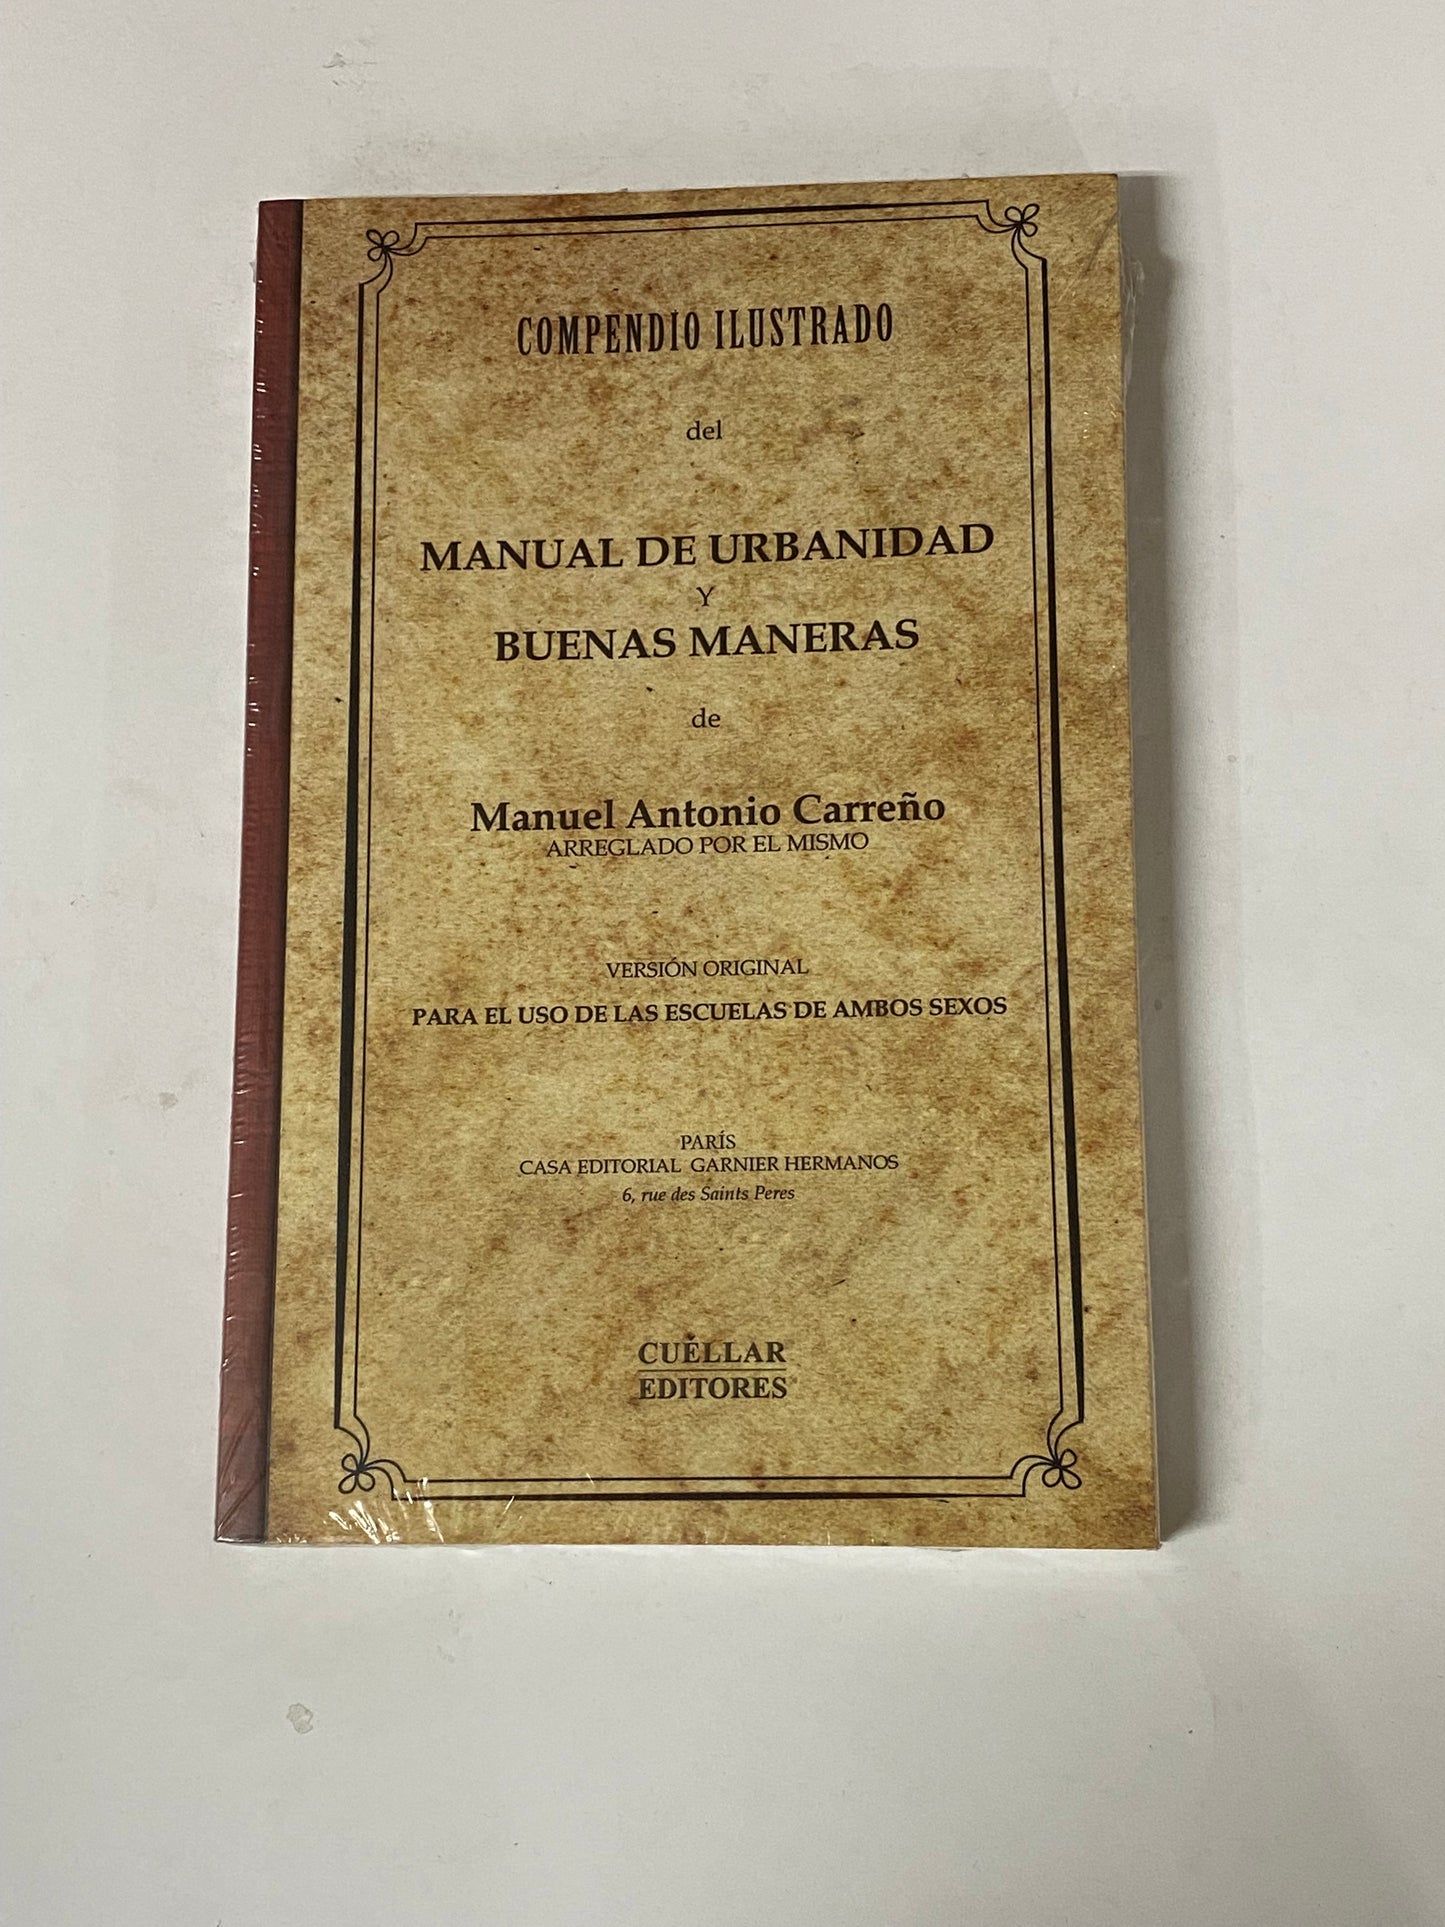 COMPENDIO ILUSTRADO
del
MANUAL DE URBANIDAD
Y
BUENAS MANERAS
de
Manuel Antonio Carreño
ARREGLADO POR EL MISMO
VERSIÓN ORIGINAL
PARA EL USO DE LAS ESCUELAS DE AMBOS SEXOS
PARÍS
CASA EDITORIAL GARNIER HERMANOS
6, rue des Saints Peres
CUÉLLAR
EDITORES